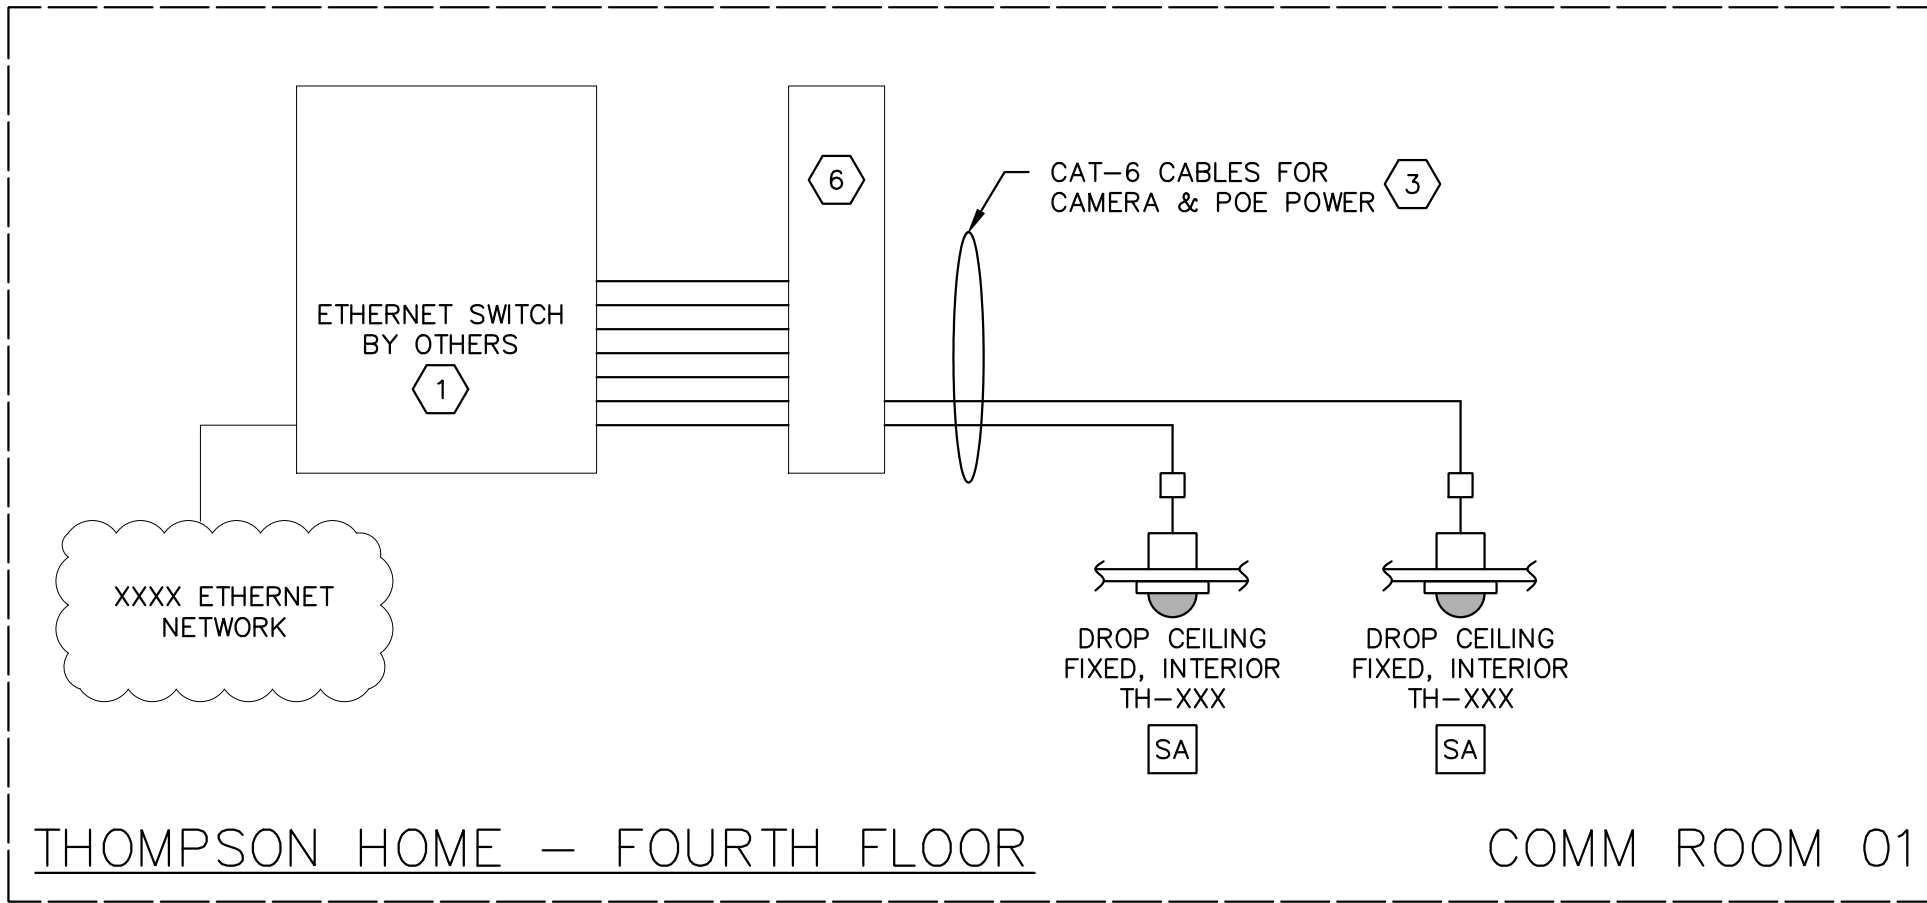 6
CAT-6 CABLES FOR
CAMERA & POE POWER
3
ETHERNET SWITCH
BY OTHERS
1
XXXX ETHERNET
NETWORK
DROP CEILING
FIXED, INTERIOR
TH-XXX
SA
DROP CEILING
FIXED, INTERIOR
TH-XXX
SA
THOMPSON HOME - FOURTH FLOOR
COMM ROOM 01